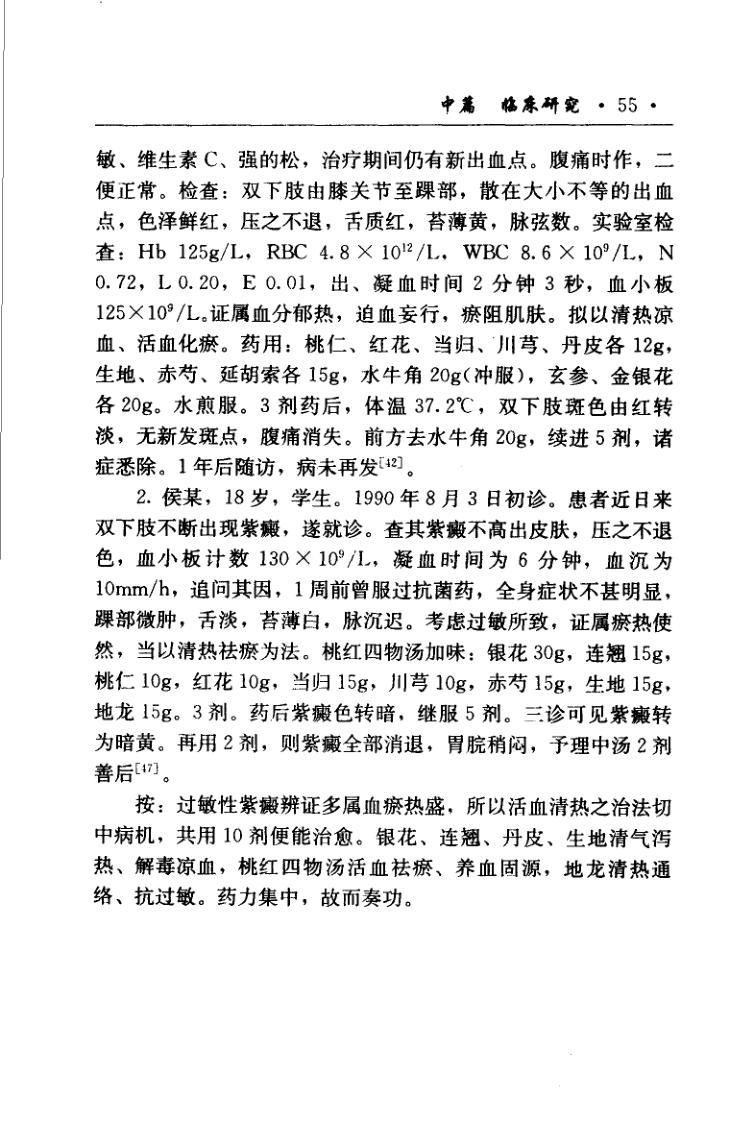 中篇 临床研究 · 55 ·
敏、维生素 C、强的松，治疗期间仍有新出血点。腹痛时作，二
便正常。检查：双下肢由膝关节至踝部，散在大小不等的出血
点，色泽鲜红，压之不退，舌质红，苔薄黄，脉弦数。实验室检
查：Hb 125g/L，RBC 4.8×10¹²/L，WBC 8.6×10⁹/L，N
0.72，L 0.20，E 0.01，出、凝血时间 2 分钟 3 秒，血小板
125×10⁹/L。证属血分郁热，迫血妄行，瘀阻肌肤。拟以清热凉
血、活血化瘀。药用：桃仁、红花、当归、川芎、丹皮各 12g，
生地、赤芍、延胡索各 15g，水牛角 20g(冲服)，玄参、金银花
各 20g。水煎服。3 剂药后，体温 37.2℃，双下肢斑色由红转
淡，无新发斑点，腹痛消失。前方去水牛角 20g，续进 5 剂，诸
症悉除。1 年后随访，病未再发[42]。
2. 侯某，18 岁，学生。1990 年 8 月 3 日初诊。患者近日来
双下肢不断出现紫癜，遂就诊。查其紫癜不高出皮肤，压之不退
色，血小板计数 130×10⁹/L，凝血时间为 6 分钟，血沉为
10mm/h，追问其因，1 周前曾服过抗菌药，全身症状不甚明显，
踝部微肿，舌淡，苔薄白，脉沉迟。考虑过敏所致，证属瘀热使
然，当以清热祛瘀为法。桃红四物汤加味：银花 30g，连翘 15g，
桃仁 10g，红花 10g，当归 15g，川芎 10g，赤芍 15g，生地 15g，
地龙 15g。3 剂。药后紫癜色转暗，继服 5 剂。三诊可见紫癜转
为暗黄。再用 2 剂，则紫癜全部消退，胃脘稍闷，予理中汤 2 剂
善后[47]。
按：过敏性紫癜辨证多属血瘀热盛，所以活血清热之治法切
中病机，共用 10 剂便能治愈。银花、连翘、丹皮、生地清气泻
热、解毒凉血，桃红四物汤活血祛瘀、养血固源，地龙清热通
络、抗过敏。药力集中，故而奏功。